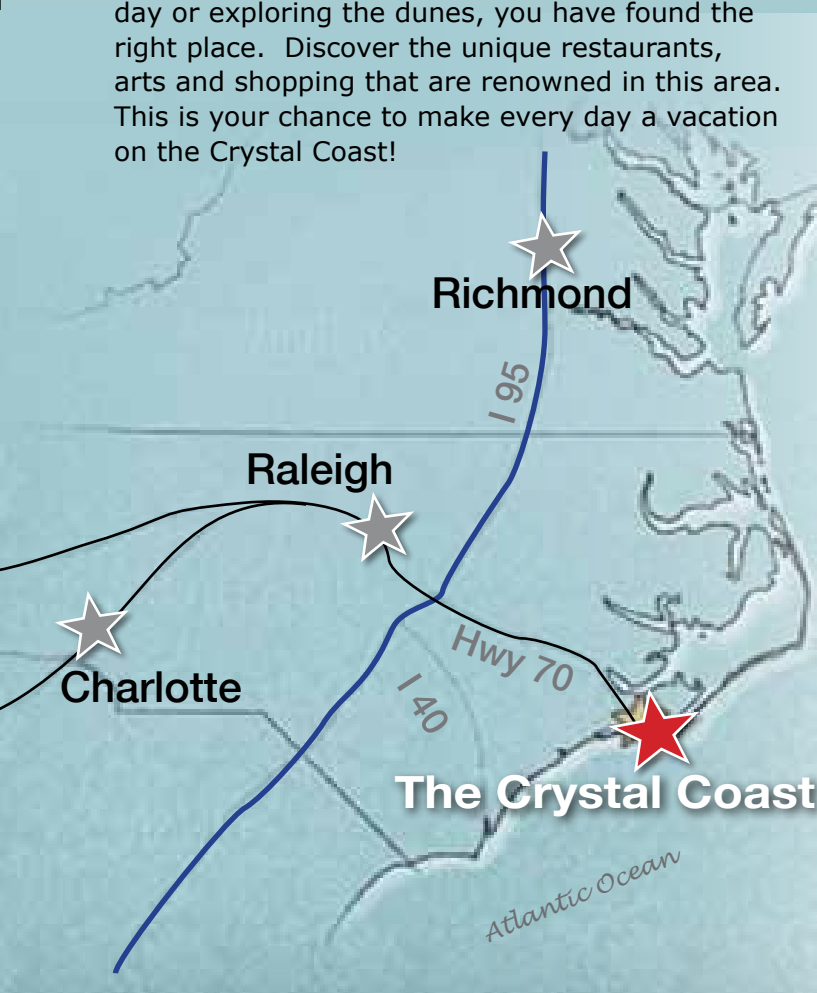 day or exploring the dunes, you have found the
right place.  Discover the unique restaurants,
arts and shopping that are renowned in this area.
This is your chance to make every day a vacation
on the Crystal Coast!
Richmond
I 95
Raleigh
Hwy 70
Charlotte
I 40
The Crystal Coast
Atlantic Ocean